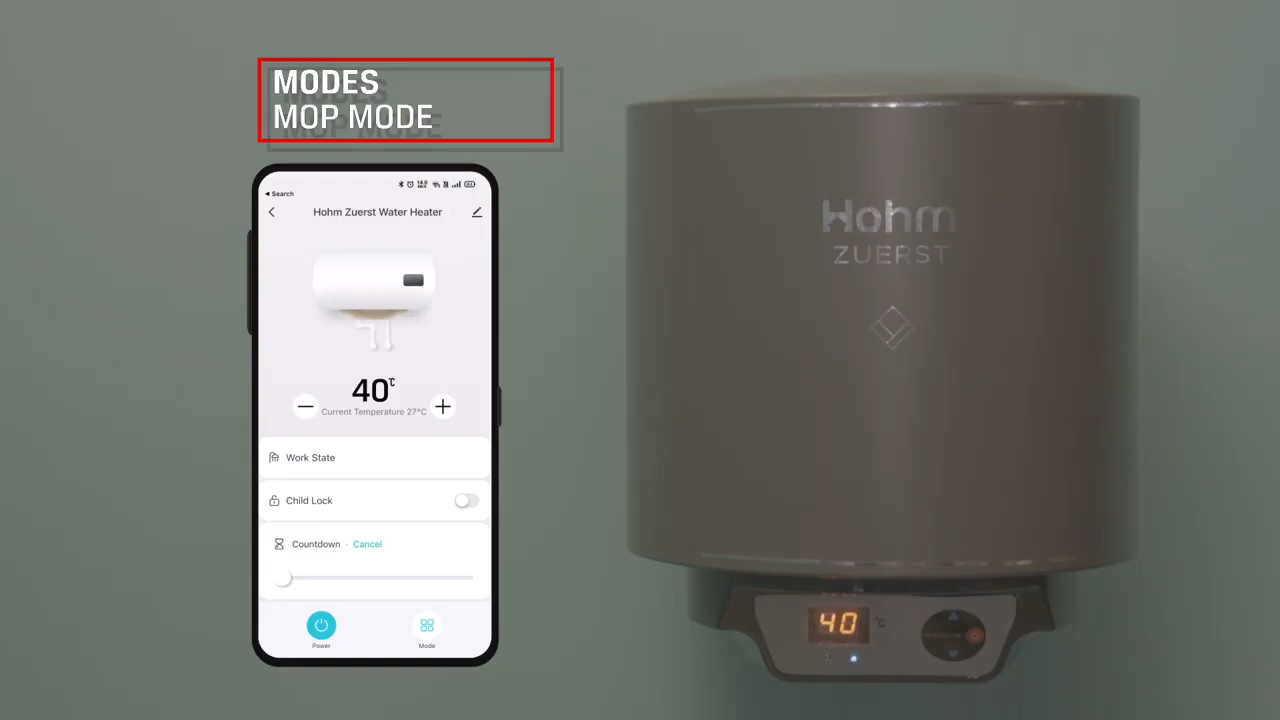 MODES
MOP MODE
Search
Hohm Zuerst Water Heater
40°C
Current Temperature 27°C
Work State
Child Lock
Countdown · Cancel
Power
Mode
Hohm
ZUERST
40 °C